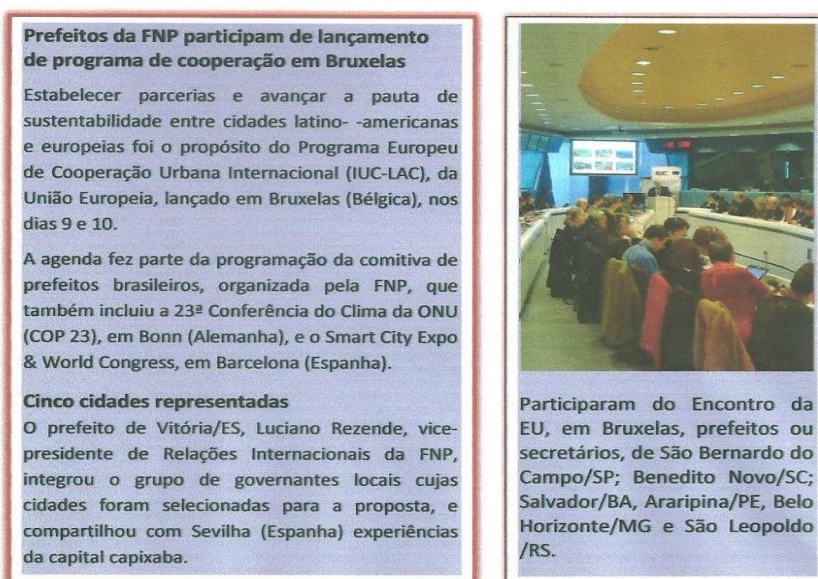 Prefeitos da FNP participam de lançamento
de programa de cooperação em Bruxelas
Estabelecer parcerias e avançar a pauta de
sustentabilidade entre cidades latino- -americanas
e europeias foi o propósito do Programa Europeu
de Cooperação Urbana Internacional (IUC-LAC), da
União Europeia, lançado em Bruxelas (Bélgica), nos
dias 9 e 10.
A agenda fez parte da programação da comitiva de
prefeitos brasileiros, organizada pela FNP, que
também incluiu a 23ª Conferência do Clima da ONU
(COP 23), em Bonn (Alemanha), e o Smart City Expo
& World Congress, em Barcelona (Espanha).
Cinco cidades representadas
O prefeito de Vitória/ES, Luciano Rezende, vice-
presidente de Relações Internacionais da FNP,
integrou o grupo de governantes locais cujas
cidades foram selecionadas para a proposta, e
compartilhou com Sevilha (Espanha) experiências
da capital capixaba.
Participaram do Encontro da
EU, em Bruxelas, prefeitos ou
secretários, de São Bernardo do
Campo/SP; Benedito Novo/SC;
Salvador/BA, Araripina/PE, Belo
Horizonte/MG e São Leopoldo
/RS.